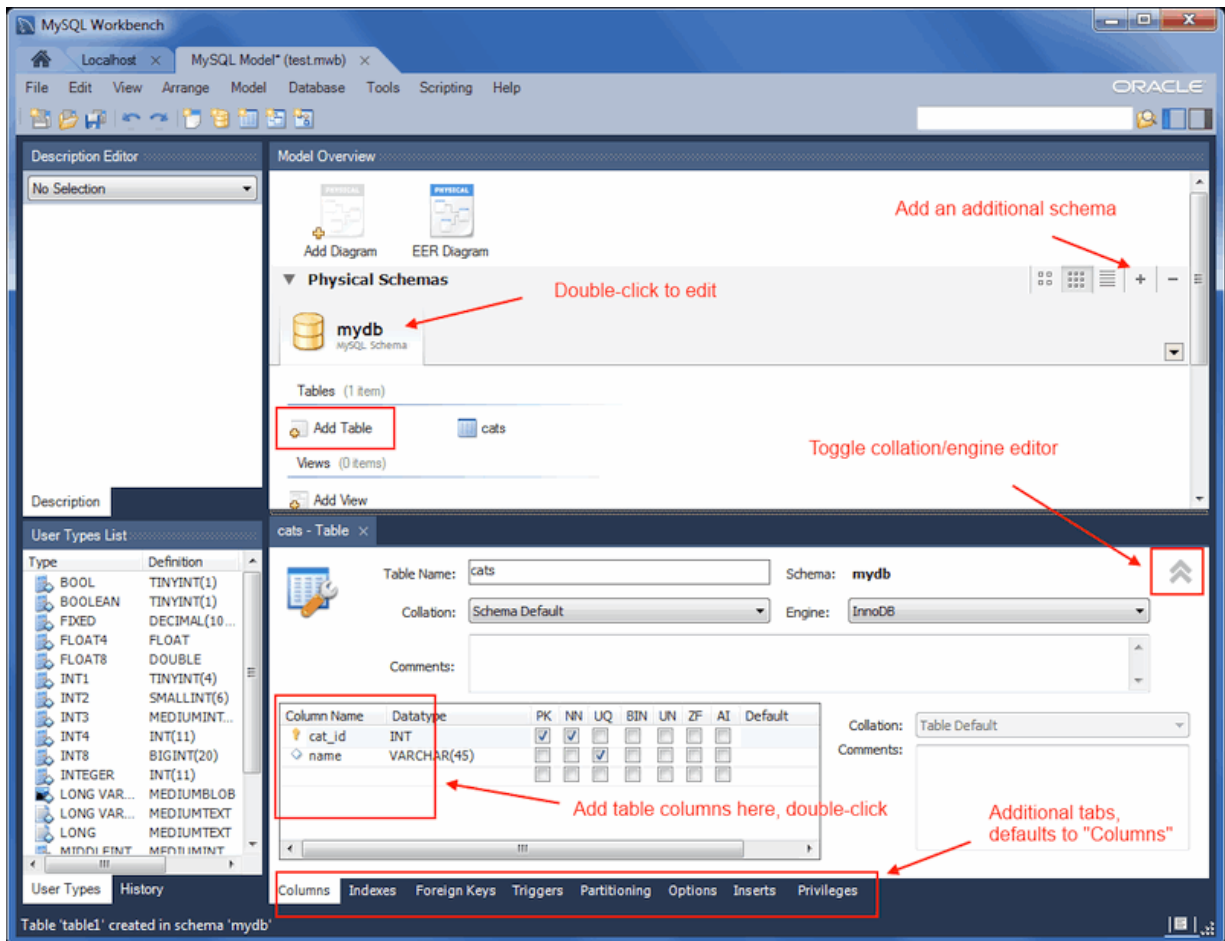 MySQL Workbench
Localhost
MySQL Model* (test.mwb)
File Edit View Arrange Model Database Tools Scripting Help
ORACLE
Description Editor
No Selection
Description
Model Overview
PHYSICAL
PHYSICAL
Add Diagram
EER Diagram
Add an additional schema
Physical Schemas
Double-click to edit
mydb
MySQL Schema
Tables (1 item)
Add Table
cats
Toggle collation/engine editor
Views (0 items)
Add View
User Types List
Type Definition
BOOL TINYINT(1)
BOOLEAN TINYINT(1)
FIXED DECIMAL(10...
FLOAT4 FLOAT
FLOAT8 DOUBLE
INT1 TINYINT(4)
INT2 SMALLINT(6)
INT3 MEDIUMINT...
INT4 INT(11)
INT8 BIGINT(20)
INTEGER INT(11)
LONG VAR... MEDIUMBLOB
LONG VAR... MEDIUMTEXT
LONG MEDIUMTEXT
MIDDLEINT MEDIUMINT
User Types History
cats - Table
Table Name: cats
Schema: mydb
Collation: Schema Default
Engine: InnoDB
Comments:
Column Name Datatype PK NN UQ BIN UN ZF AI Default
cat_id INT
name VARCHAR(45)
Collation: Table Default
Comments:
Add table columns here, double-click
Additional tabs,
defaults to "Columns"
Columns Indexes Foreign Keys Triggers Partitioning Options Inserts Privileges
Table 'table1' created in schema 'mydb'